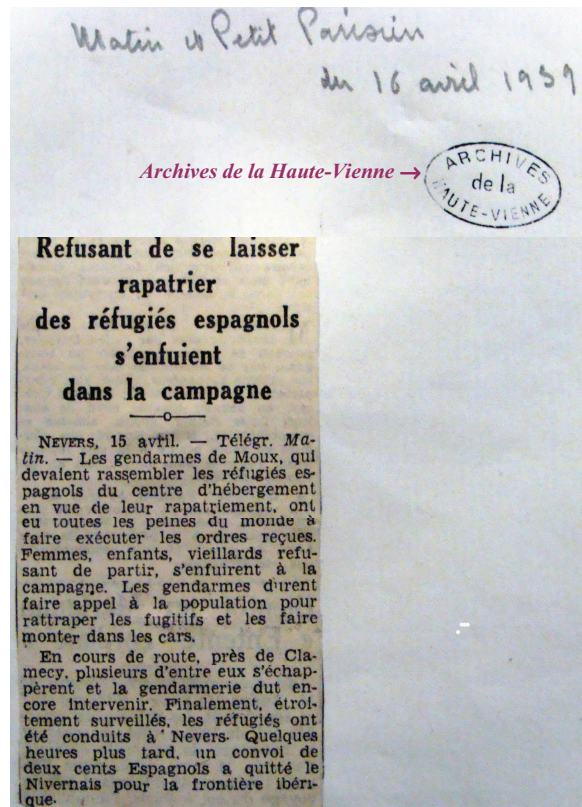 Matin et Petit Parisien
du 16 avril 1939
Archives de la Haute-Vienne →
ARCHIVES
de la
HAUTE-VIENNE
Refusant de se laisser
rapatrier
des réfugiés espagnols
s'enfuient
dans la campagne
NEVERS, 15 avril. — Télégr. Ma-
tin. — Les gendarmes de Moux, qui
devaient rassembler les réfugiés es-
pagnols du centre d'hébergement
en vue de leur rapatriement, ont
eu toutes les peines du monde à
faire exécuter les ordres reçues.
Femmes, enfants, vieillards refu-
sant de partir, s'enfuirent à la
campagne. Les gendarmes durent
faire appel à la population pour
rattraper les fugitifs et les faire
monter dans les cars.
En cours de route, près de Cla-
mecy, plusieurs d'entre eux s'échap-
pèrent et la gendarmerie dut en-
core intervenir. Finalement, étroi-
tement surveillés, les réfugiés ont
été conduits à Nevers. Quelques
heures plus tard, un convoi de
deux cents Espagnols a quitté le
Nivernais pour la frontière ibéri-
que.